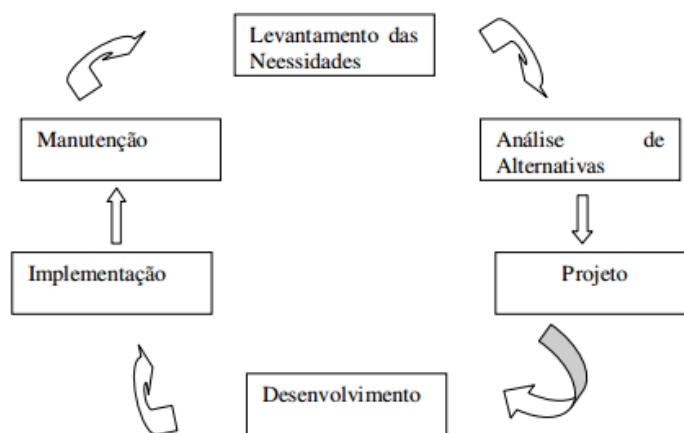 Levantamento das
Neessidades
Manutenção
Análise de
Alternativas
Implementação
Projeto
Desenvolvimento